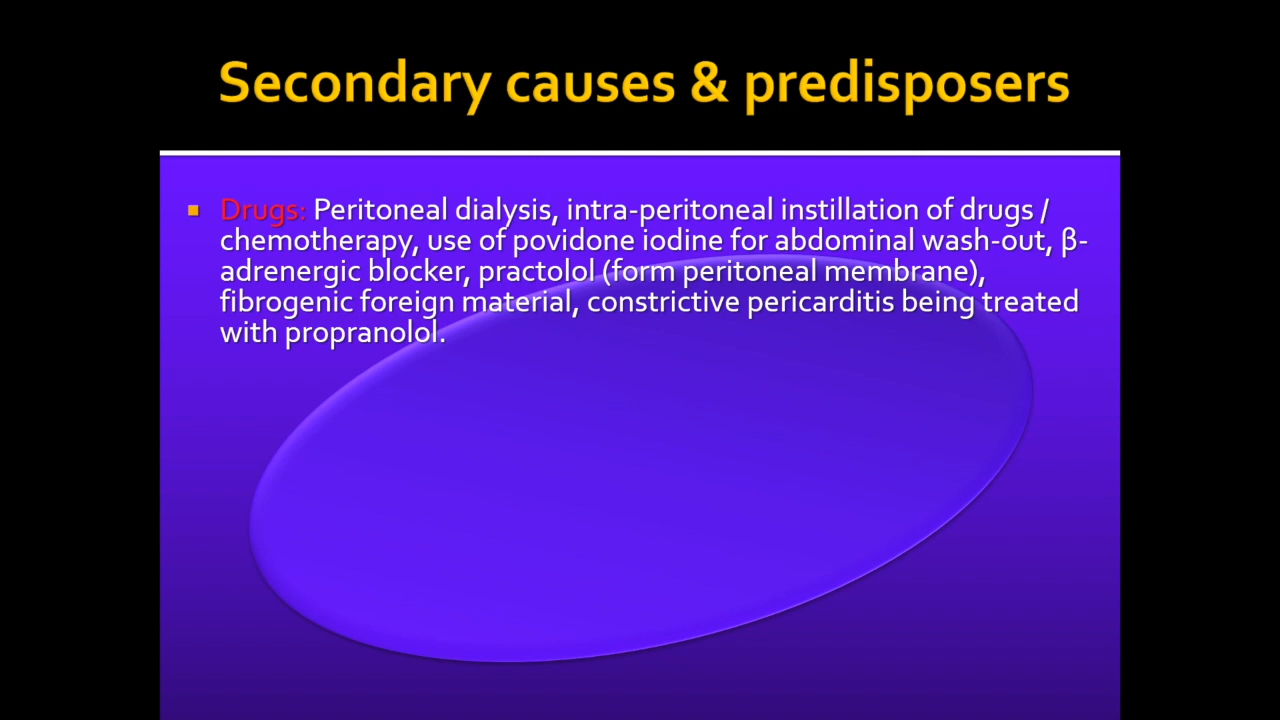 Secondary causes & predisposers
Drugs: Peritoneal dialysis, intra-peritoneal instillation of drugs /
chemotherapy, use of povidone iodine for abdominal wash-out, β-
adrenergic blocker, practolol (form peritoneal membrane),
fibrogenic foreign material, constrictive pericarditis being treated
with propranolol.